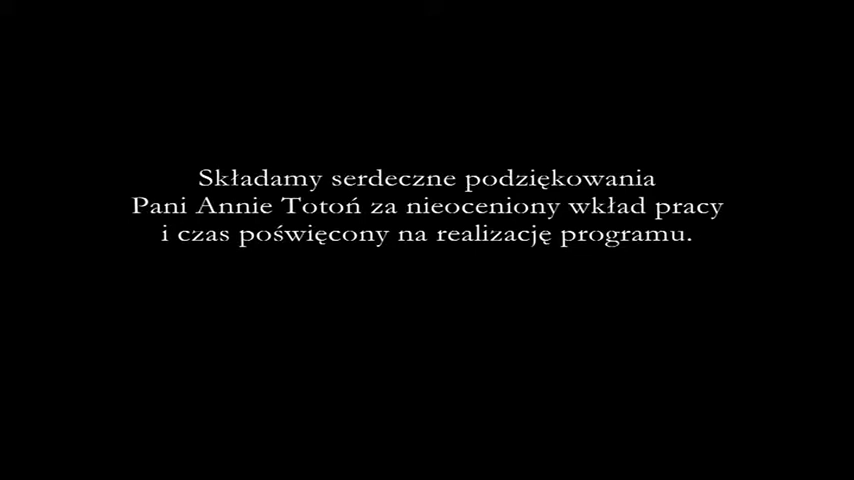 Składamy serdeczne podziękowania
Pani Annie Totoń za nieoceniony wkład pracy
i czas poświęcony na realizację programu.